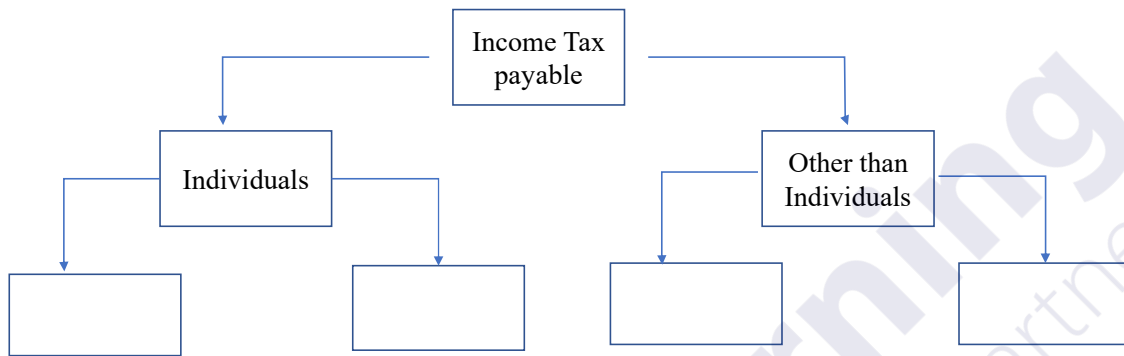 Income Tax
payable
Individuals
Other than
Individuals